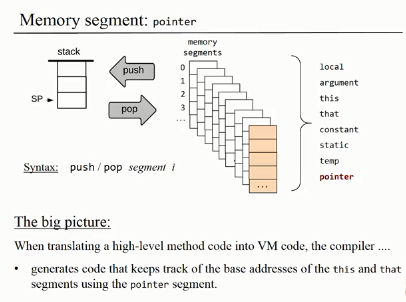 Memory segment: pointer
stack
memory
segments
push
pop
SP
0
1
2
3
...
...
local
argument
this
that
constant
static
temp
pointer
Syntax: push / pop segment i
The big picture:
When translating a high-level method code into VM code, the compiler ....
• generates code that keeps track of the base addresses of the this and that
segments using the pointer segment.